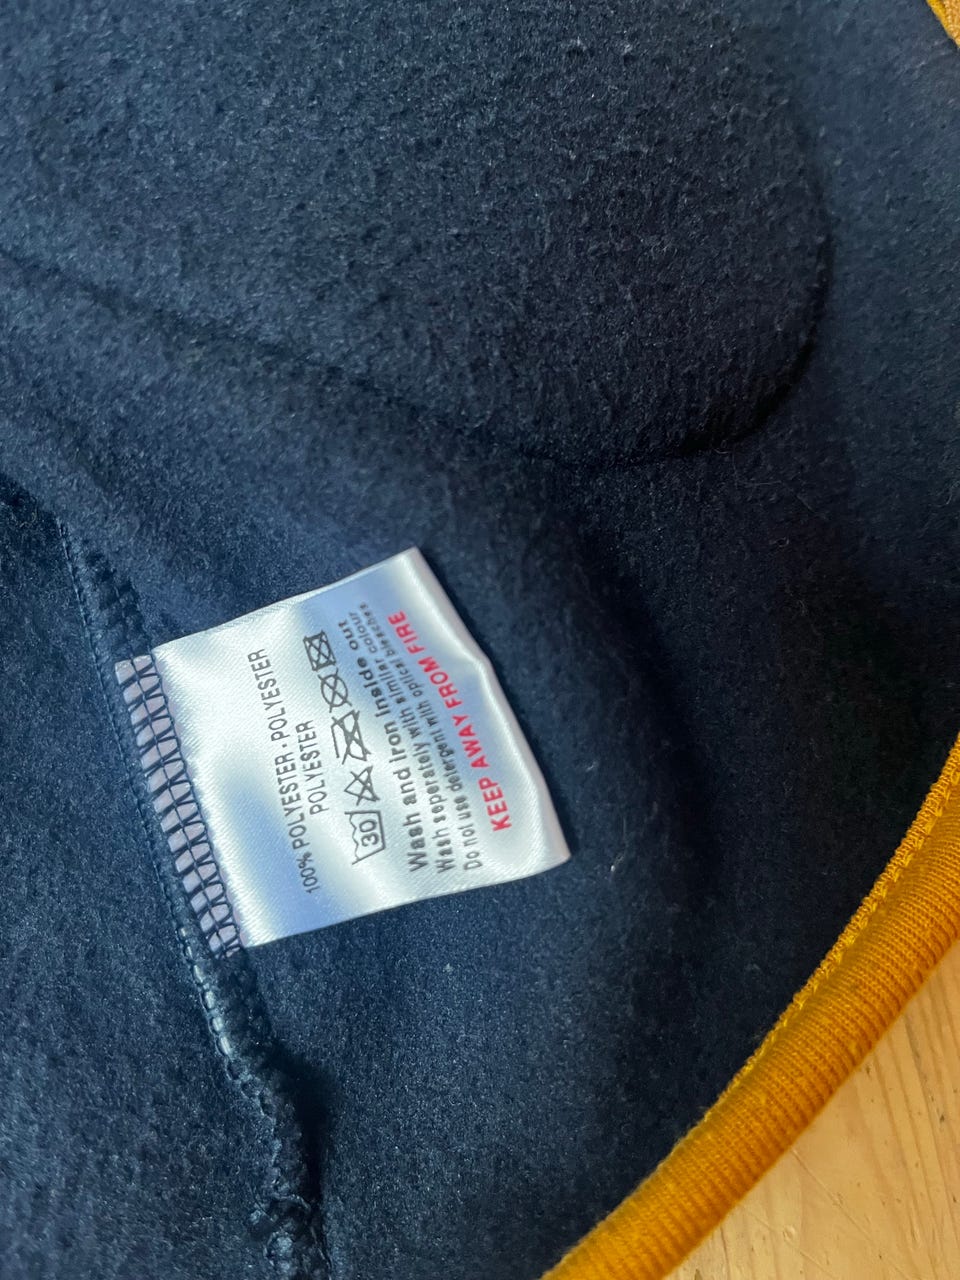 100% POLYESTER - POLYESTER
POLYESTER
30
Wash and Iron inside out
Wash seperately with similar colours
Do not use detergent with optical bleaches
KEEP AWAY FROM FIRE